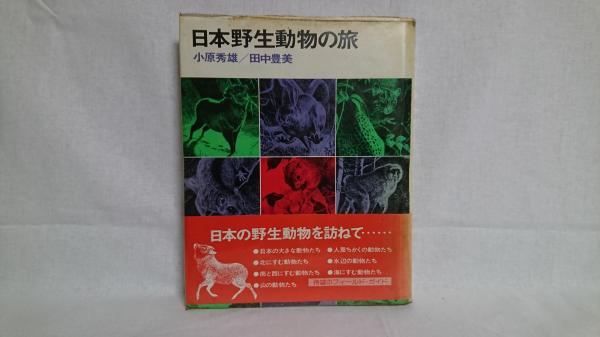 日本野生動物の旅
小原秀雄／田中豊美
日本の野生動物を訪ねて……
●日本の大きな動物たち
●人里ちかくの動物たち
●北にすむ動物たち
●水辺の動物たち
●南と西にすむ動物たち
●海にすむ動物たち
●山の動物たち
待望のフィールド・ガイド